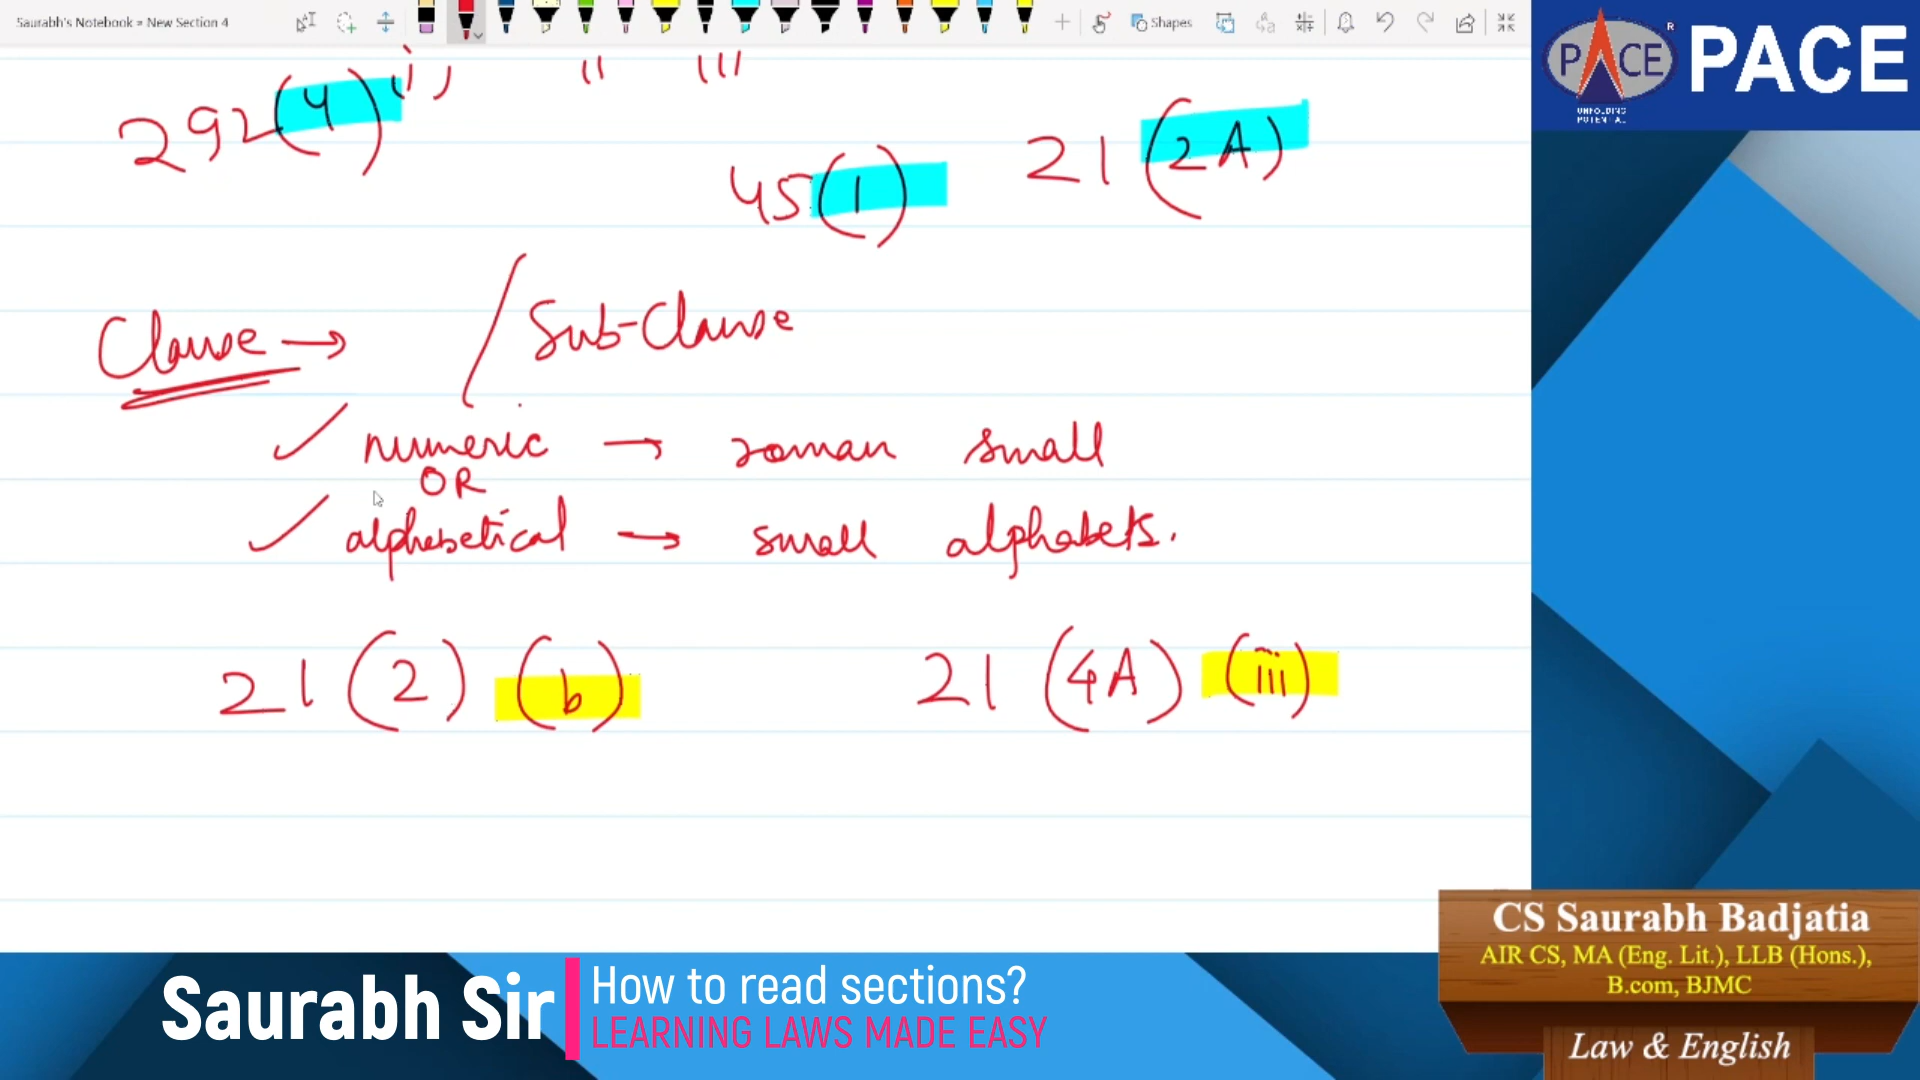 Saurabh's Notebook » New Section 4
Shapes
i, ii iii
292(4)
45(1)
21(2A)
Clause → / Sub-Clause
numeric → roman small
OR
alphabetical → small alphabets.
21(2)(b)
21(4A)(iii)
PACE
UNFOLDING
POTENTIAL
PACE
CS Saurabh Badjatia
AIR CS, MA (Eng. Lit.), LLB (Hons.),
B.com, BJMC
Law & English
Saurabh Sir
How to read sections?
LEARNING LAWS MADE EASY